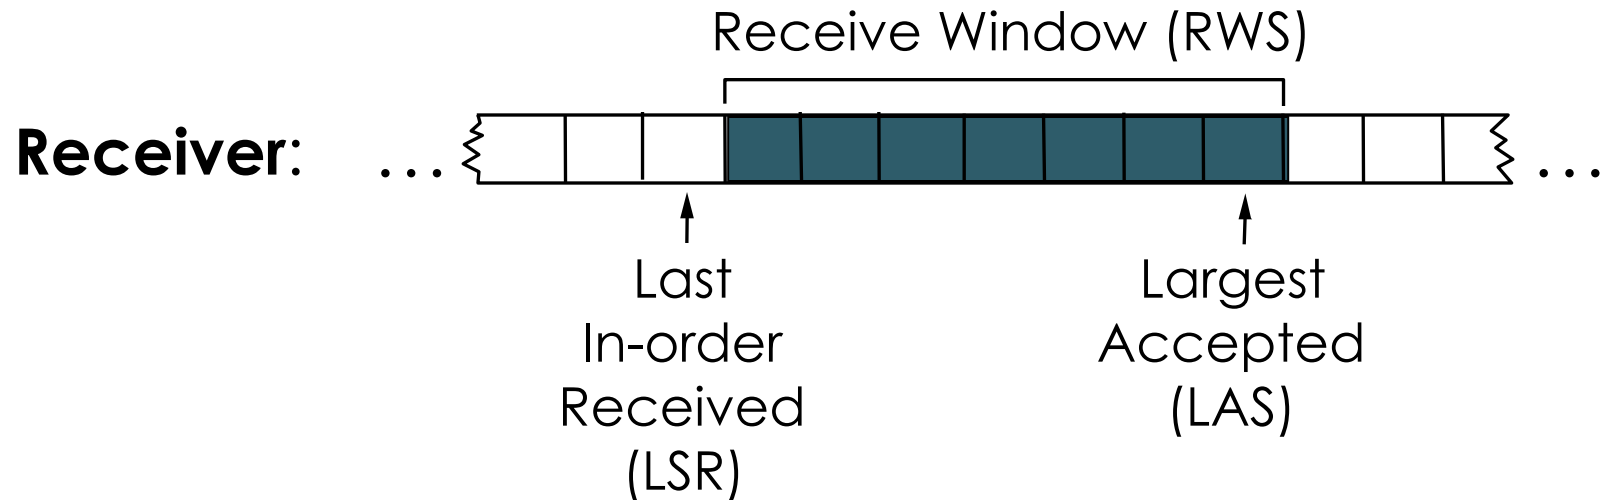 Receive Window (RWS)
Receiver:
... ...
Last
In-order
Received
(LSR)
Largest
Accepted
(LAS)